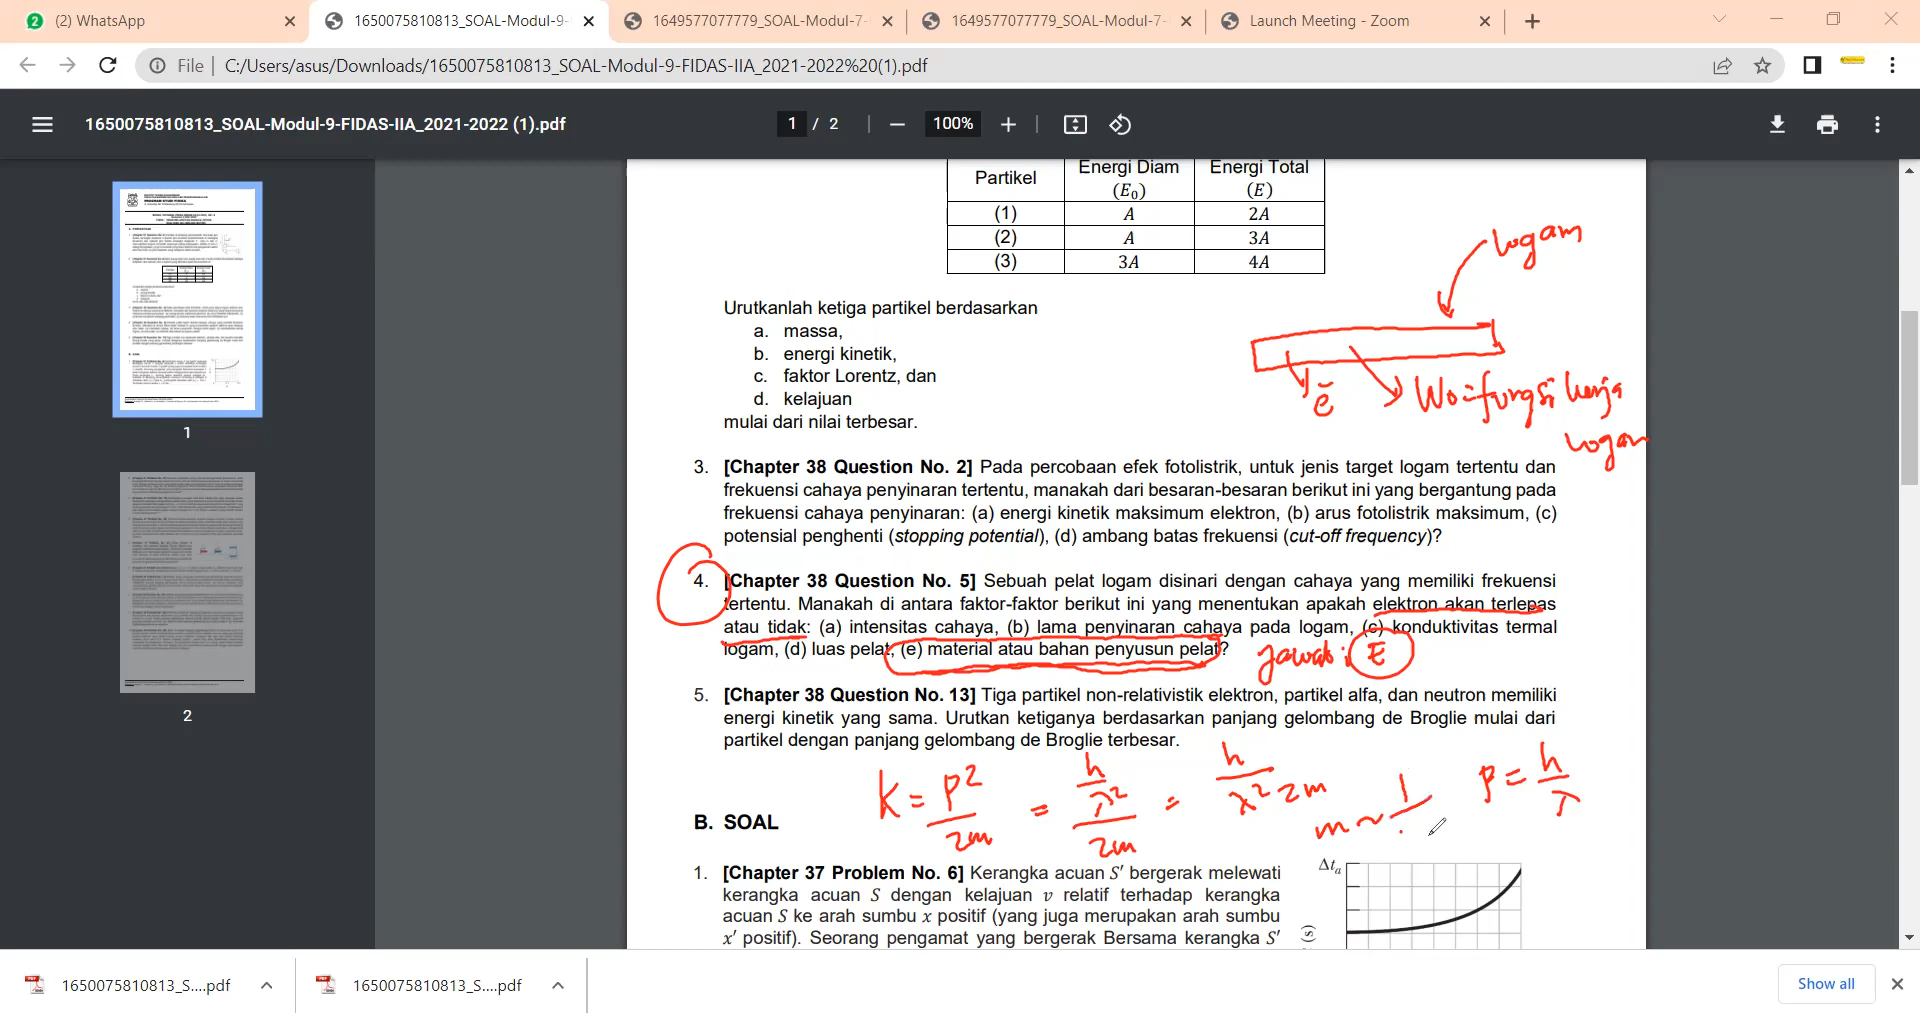 (2) WhatsApp
1650075810813_SOAL-Modul-9-
1649577077779_SOAL-Modul-7-
1649577077779_SOAL-Modul-7-
Launch Meeting - Zoom
File
C:/Users/asus/Downloads/1650075810813_SOAL-Modul-9-FIDAS-IIA_2021-2022%20(1).pdf
1650075810813_SOAL-Modul-9-FIDAS-IIA_2021-2022 (1).pdf
1 / 2
100%
Partikel
Energi Diam (E₀)
Energi Total (E)
(1) A 2A
(2) A 3A
(3) 3A 4A
logam
Urutkanlah ketiga partikel berdasarkan
a. massa,
b. energi kinetik,
c. faktor Lorentz, dan
d. kelajuan
mulai dari nilai terbesar.
ē
Wo = fungsi kerja
logam
3. [Chapter 38 Question No. 2] Pada percobaan efek fotolistrik, untuk jenis target logam tertentu dan
frekuensi cahaya penyinaran tertentu, manakah dari besaran-besaran berikut ini yang bergantung pada
frekuensi cahaya penyinaran: (a) energi kinetik maksimum elektron, (b) arus fotolistrik maksimum, (c)
potensial penghenti (stopping potential), (d) ambang batas frekuensi (cut-off frequency)?
4. [Chapter 38 Question No. 5] Sebuah pelat logam disinari dengan cahaya yang memiliki frekuensi
tertentu. Manakah di antara faktor-faktor berikut ini yang menentukan apakah elektron akan terlepas
atau tidak: (a) intensitas cahaya, (b) lama penyinaran cahaya pada logam, (c) konduktivitas termal
logam, (d) luas pelat, (e) material atau bahan penyusun pelat?
jawab : E
5. [Chapter 38 Question No. 13] Tiga partikel non-relativistik elektron, partikel alfa, dan neutron memiliki
energi kinetik yang sama. Urutkan ketiganya berdasarkan panjang gelombang de Broglie mulai dari
partikel dengan panjang gelombang de Broglie terbesar.
K = p²/2m = h/λ²/2m = h/λ² 2m
m ~ 1/
p = h/λ
B. SOAL
1. [Chapter 37 Problem No. 6] Kerangka acuan S′ bergerak melewati
kerangka acuan S dengan kelajuan v relatif terhadap kerangka
acuan S ke arah sumbu x positif (yang juga merupakan arah sumbu
x′ positif). Seorang pengamat yang bergerak Bersama kerangka S′
Δtₐ
(s)
1
2
1650075810813_S....pdf
1650075810813_S....pdf
Show all